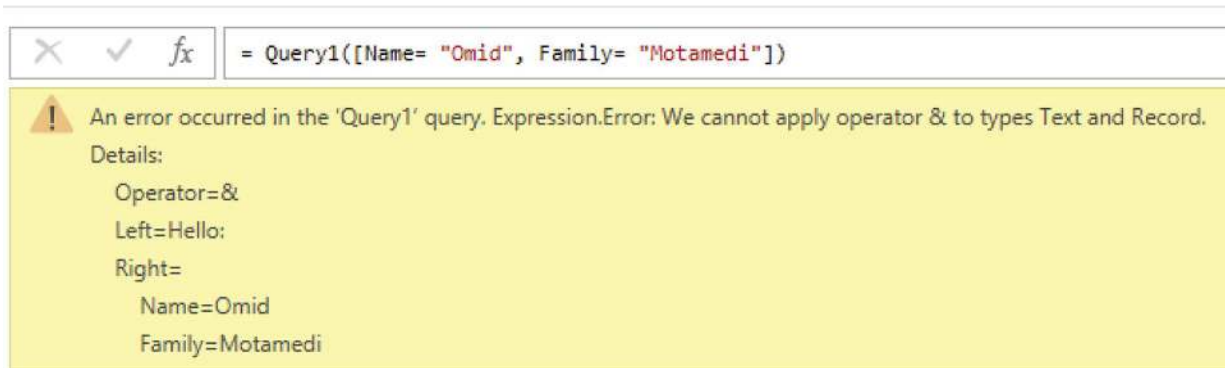 fx = Query1([Name= "Omid", Family= "Motamedi"])
An error occurred in the 'Query1' query. Expression.Error: We cannot apply operator & to types Text and Record.
Details:
Operator=&
Left=Hello:
Right=
Name=Omid
Family=Motamedi